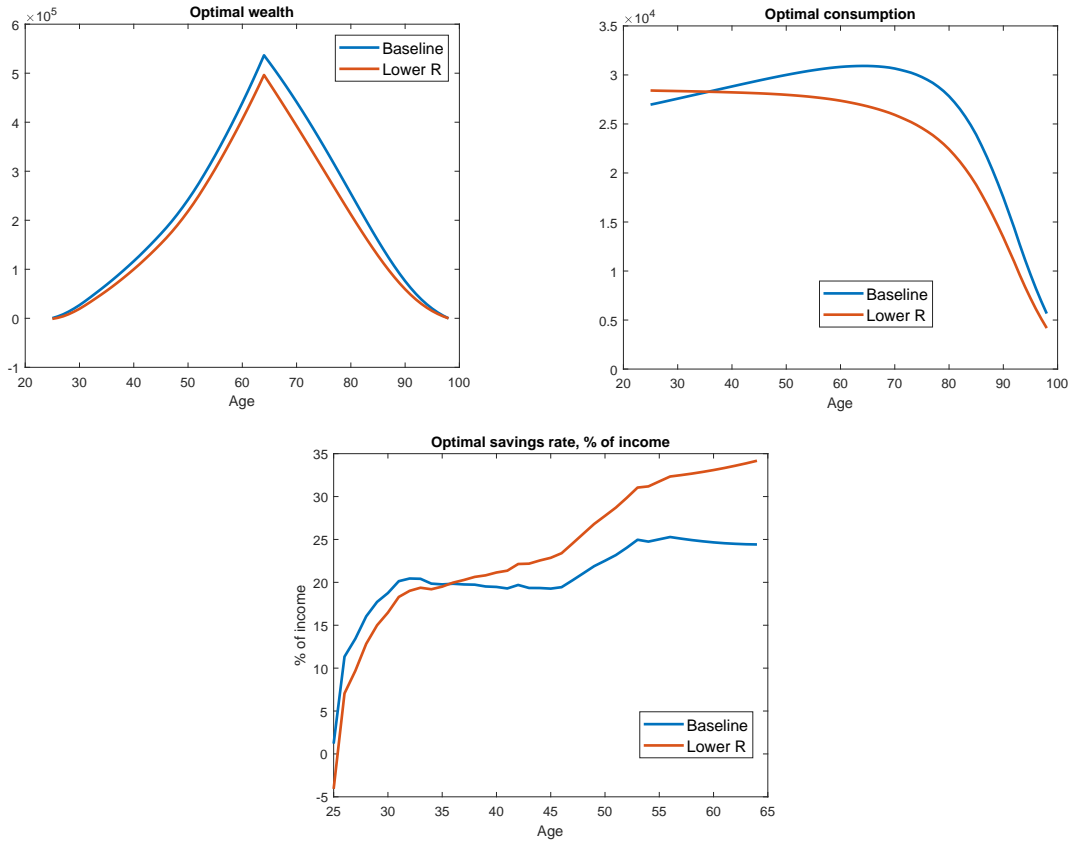 Optimal wealth
×10⁵
6
5
4
3
2
1
0
-1
20 30 40 50 60 70 80 90 100
Age
Baseline
Lower R
Optimal consumption
×10⁴
3.5
3
2.5
2
1.5
1
0.5
0
20 30 40 50 60 70 80 90 100
Age
Baseline
Lower R
Optimal savings rate, % of income
% of income
35
30
25
20
15
10
5
0
-5
25 30 35 40 45 50 55 60 65
Age
Baseline
Lower R